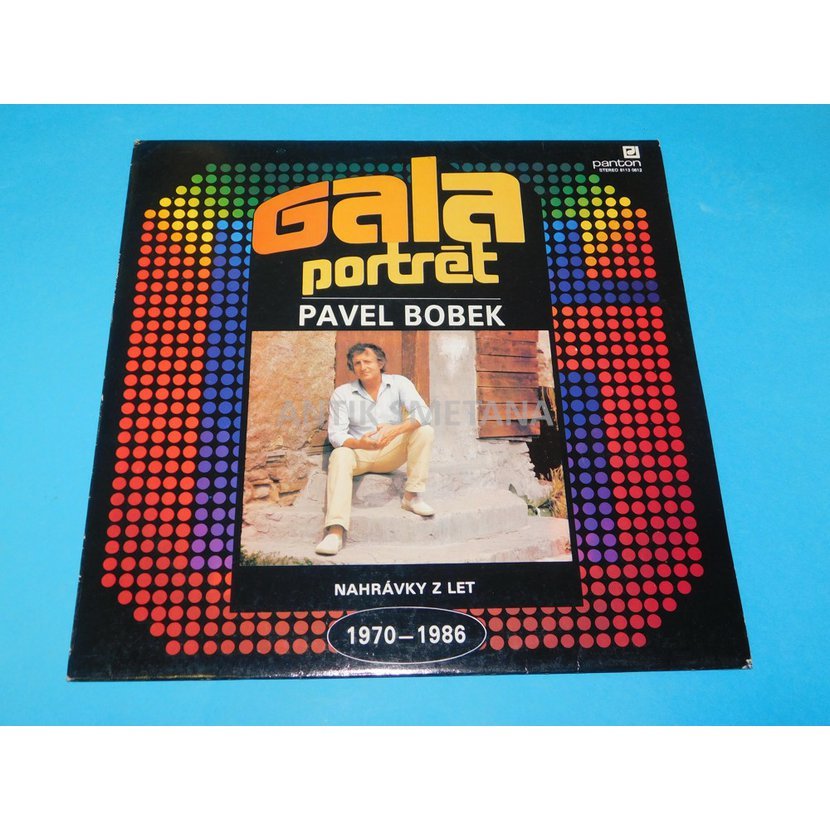 panton
STEREO 8113 0612
Gala
portrét
PAVEL BOBEK
ANTIK SMETANA
NAHRÁVKY Z LET
1970–1986